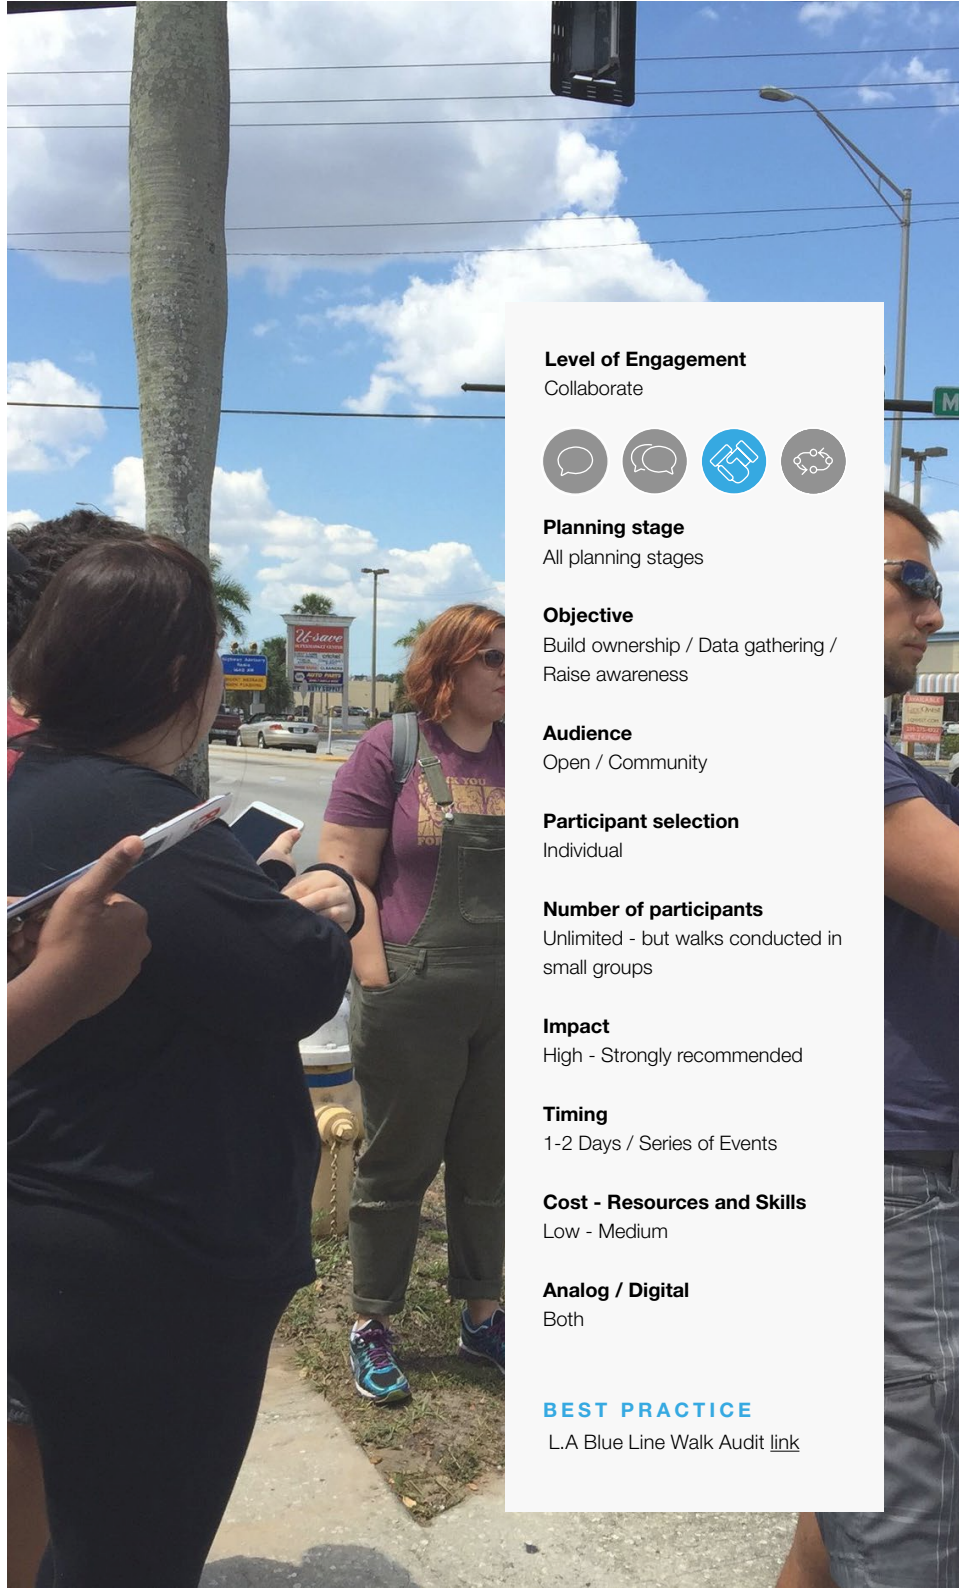 Level of Engagement
Collaborate
Planning stage
All planning stages
Objective
Build ownership / Data gathering /
Raise awareness
Audience
Open / Community
Participant selection
Individual
Number of participants
Unlimited - but walks conducted in
small groups
Impact
High - Strongly recommended
Timing
1-2 Days / Series of Events
Cost - Resources and Skills
Low - Medium
Analog / Digital
Both
BEST PRACTICE
L.A Blue Line Walk Audit link
M
U-save
AUTO PARTS